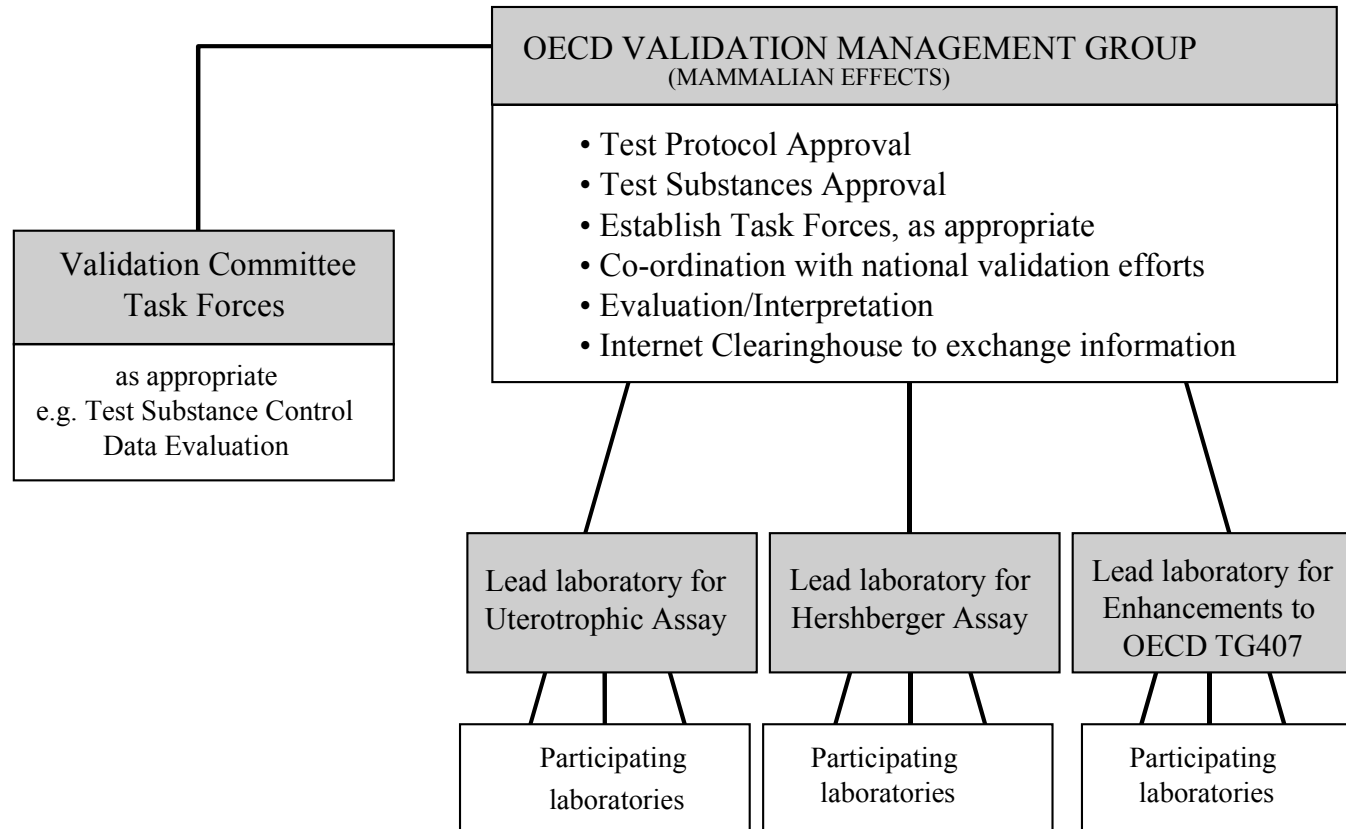 OECD VALIDATION MANAGEMENT GROUP
(MAMMALIAN EFFECTS)
• Test Protocol Approval
• Test Substances Approval
• Establish Task Forces, as appropriate
• Co-ordination with national validation efforts
• Evaluation/Interpretation
• Internet Clearinghouse to exchange information
Validation Committee
Task Forces
as appropriate
e.g. Test Substance Control
Data Evaluation
Lead laboratory for
Uterotrophic Assay
Lead laboratory for
Hershberger Assay
Lead laboratory for
Enhancements to
OECD TG407
Participating
laboratories
Participating
laboratories
Participating
laboratories